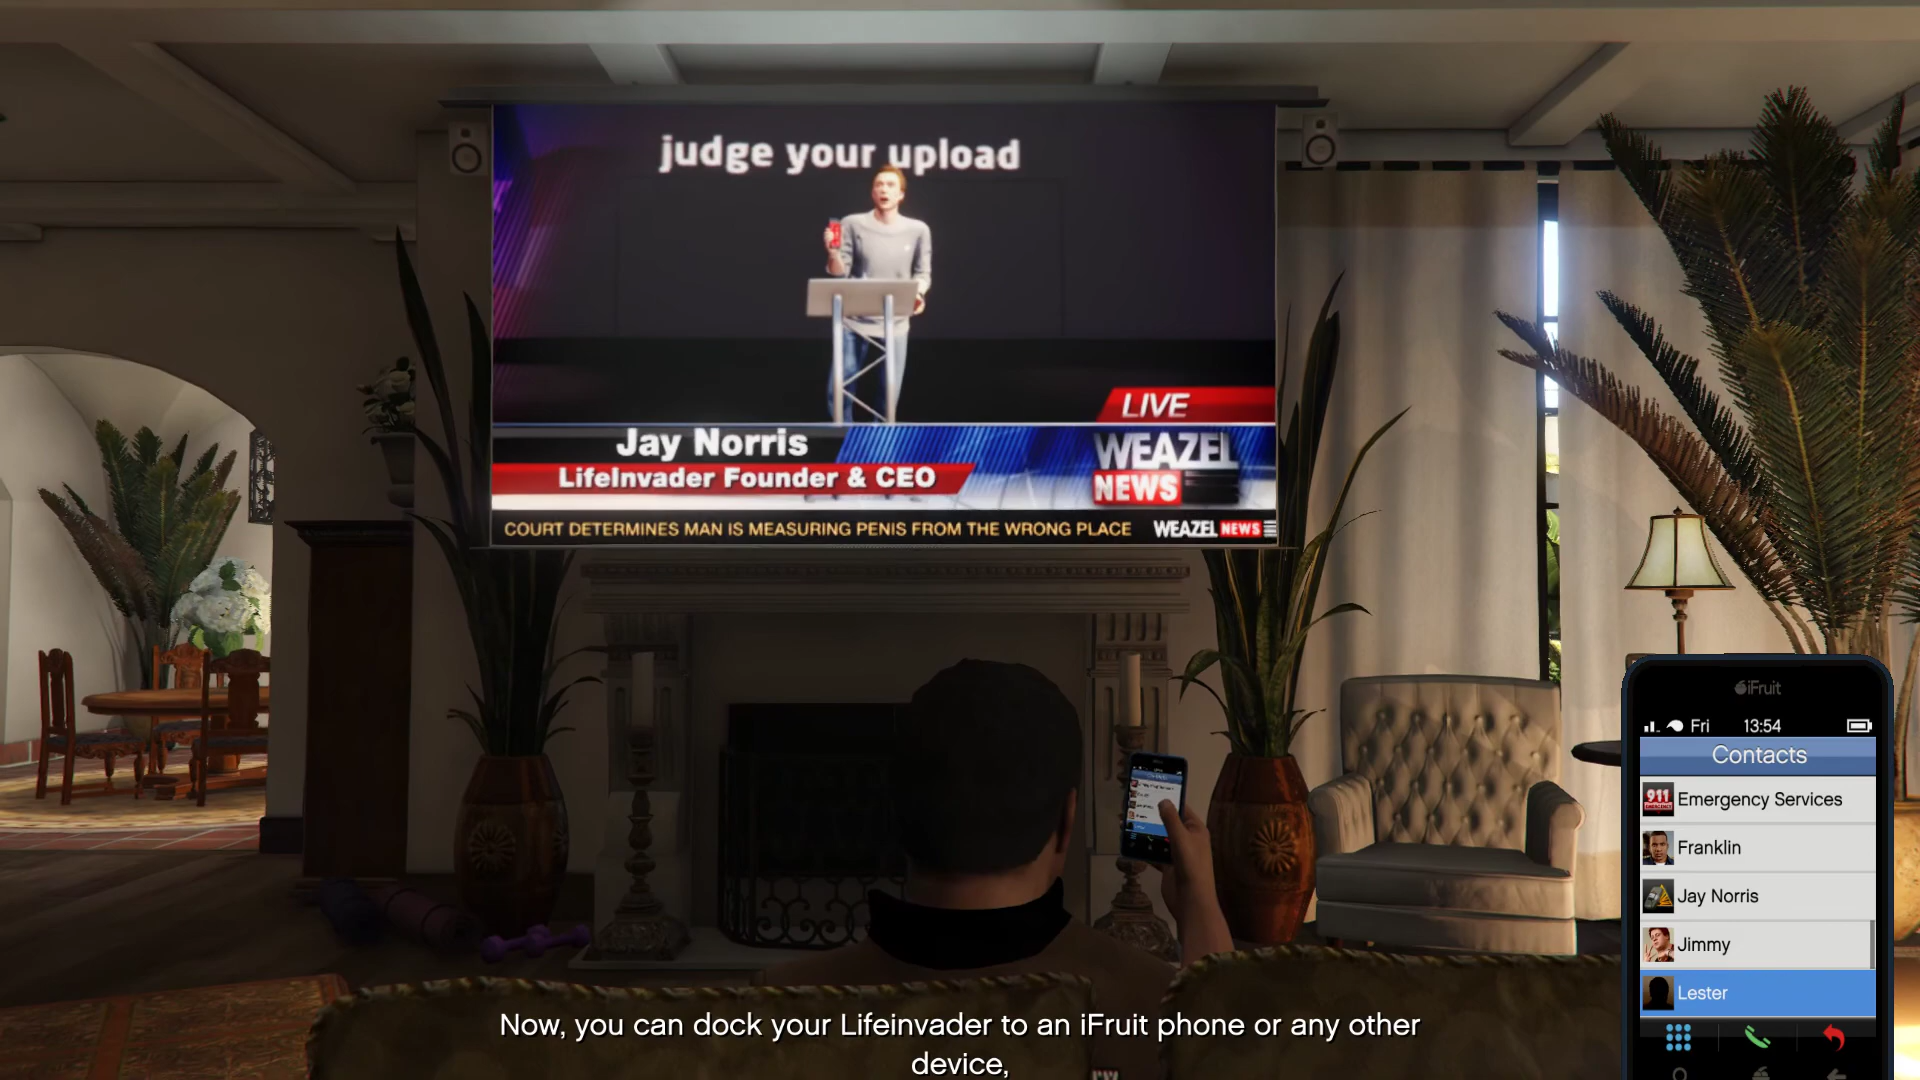 judge your upload
LIVE
Jay Norris
LifeInvader Founder & CEO
WEAZEL
NEWS
COURT DETERMINES MAN IS MEASURING PENIS FROM THE WRONG PLACE
WEAZEL NEWS
iFruit
Fri 13:54
Contacts
911 Emergency Services
Franklin
Jay Norris
Jimmy
Lester
Now, you can dock your Lifeinvader to an iFruit phone or any other
device,